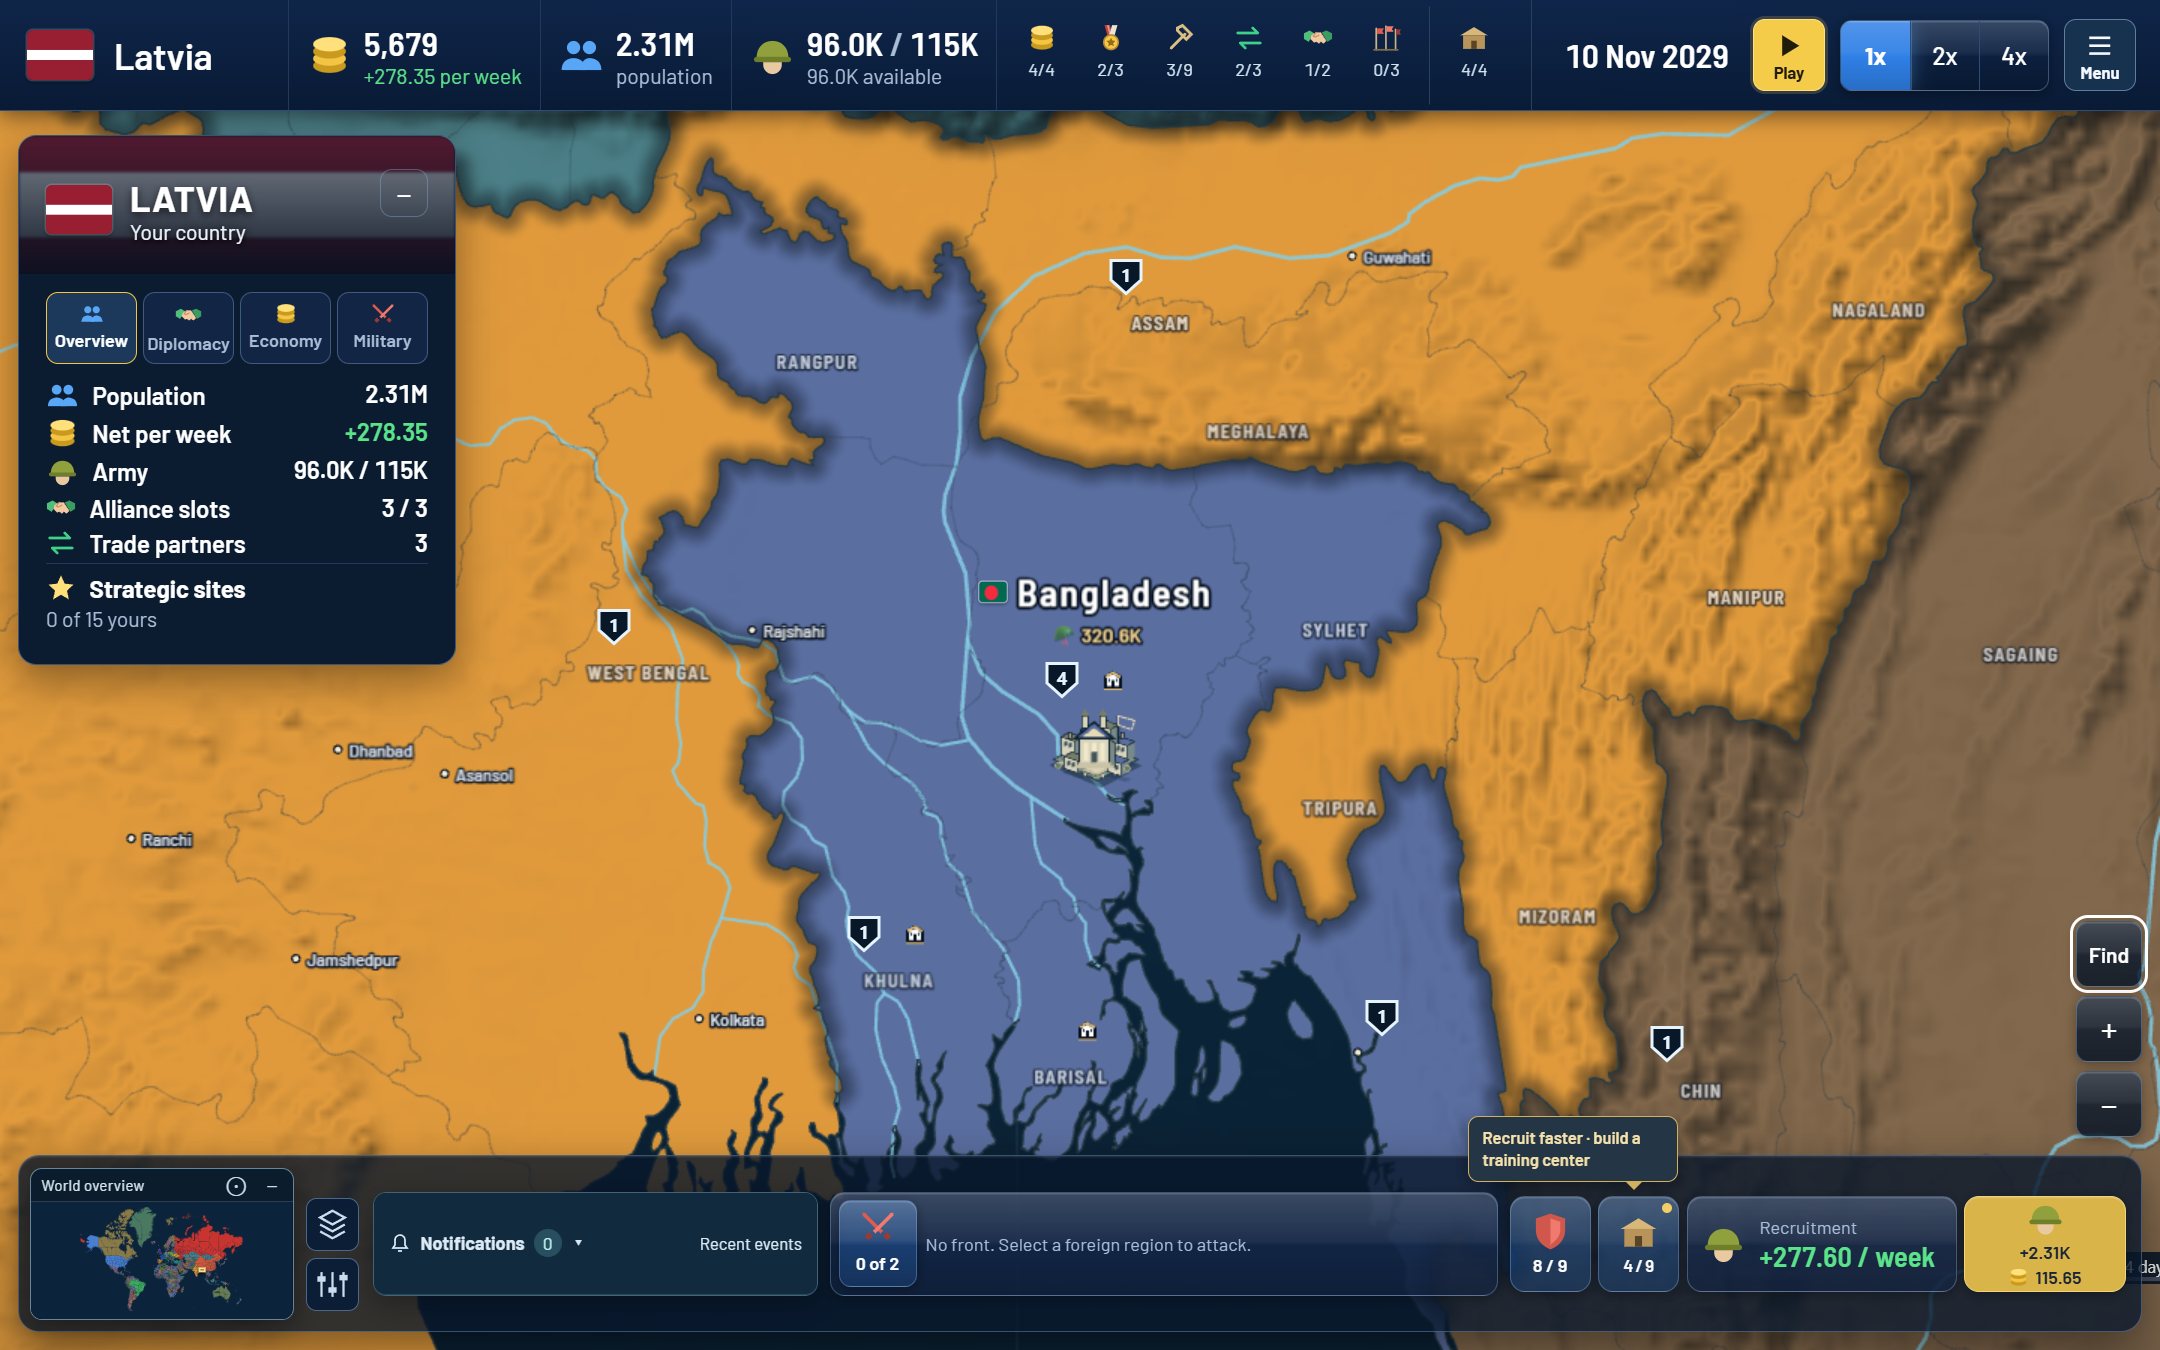 Latvia
5,679
+278.35 per week
2.31M
population
96.0K / 115K
96.0K available
4/4
2/3
3/9
2/3
1/2
0/3
4/4
10 Nov 2029
Play
1x
2x
4x
Menu
LATVIA
Your country
Overview
Diplomacy
Economy
Military
Population 2.31M
Net per week +278.35
Army 96.0K / 115K
Alliance slots 3 / 3
Trade partners 3
Strategic sites
0 of 15 yours
Guwahati
1
ASSAM
NAGALAND
RANGPUR
MEGHALAYA
Bangladesh
320.6K
MANIPUR
1
Rajshahi
SYLHET
SAGAING
WEST BENGAL
4
Dhanbad
Asansol
TRIPURA
Ranchi
MIZORAM
1
Jamshedpur
KHULNA
Kolkata
1
1
BARISAL
CHIN
Find
+
−
Recruit faster · build a
training center
World overview
Notifications 0
Recent events
0 of 2
No front. Select a foreign region to attack.
8 / 9
4 / 9
Recruitment
+277.60 / week
+2.31K
115.65